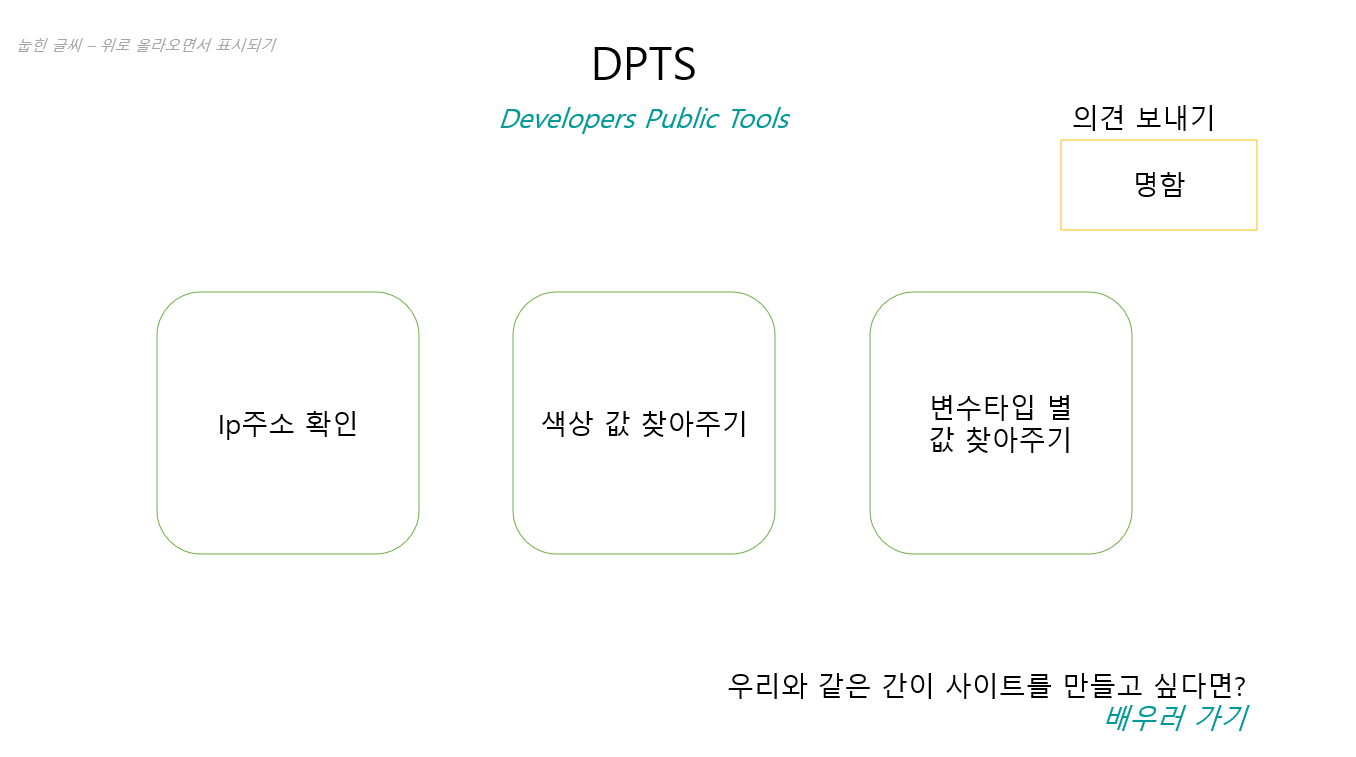 눕힌 글씨 – 위로 올라오면서 표시되기
DPTS
Developers Public Tools
의견 보내기
명함
Ip주소 확인
색상 값 찾아주기
변수타입 별
값 찾아주기
우리와 같은 간이 사이트를 만들고 싶다면?
배우러 가기